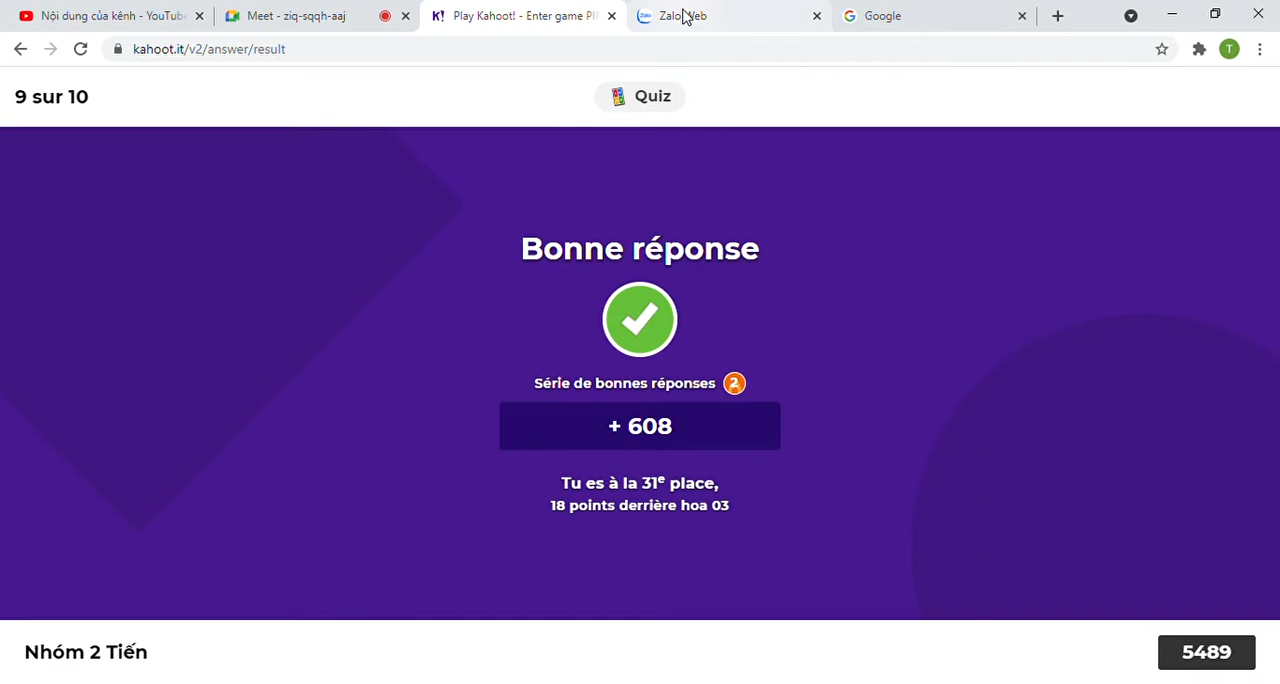 Nội dung của kênh - YouTube
Meet - ziq-sqqh-aaj
K! Play Kahoot! - Enter game PI
Zalo Web
Google
kahoot.it/v2/answer/result
T
9 sur 10
Quiz
Bonne réponse
Série de bonnes réponses 2
+ 608
Tu es à la 31e place,
18 points derrière hoa 03
Nhóm 2 Tiến
5489